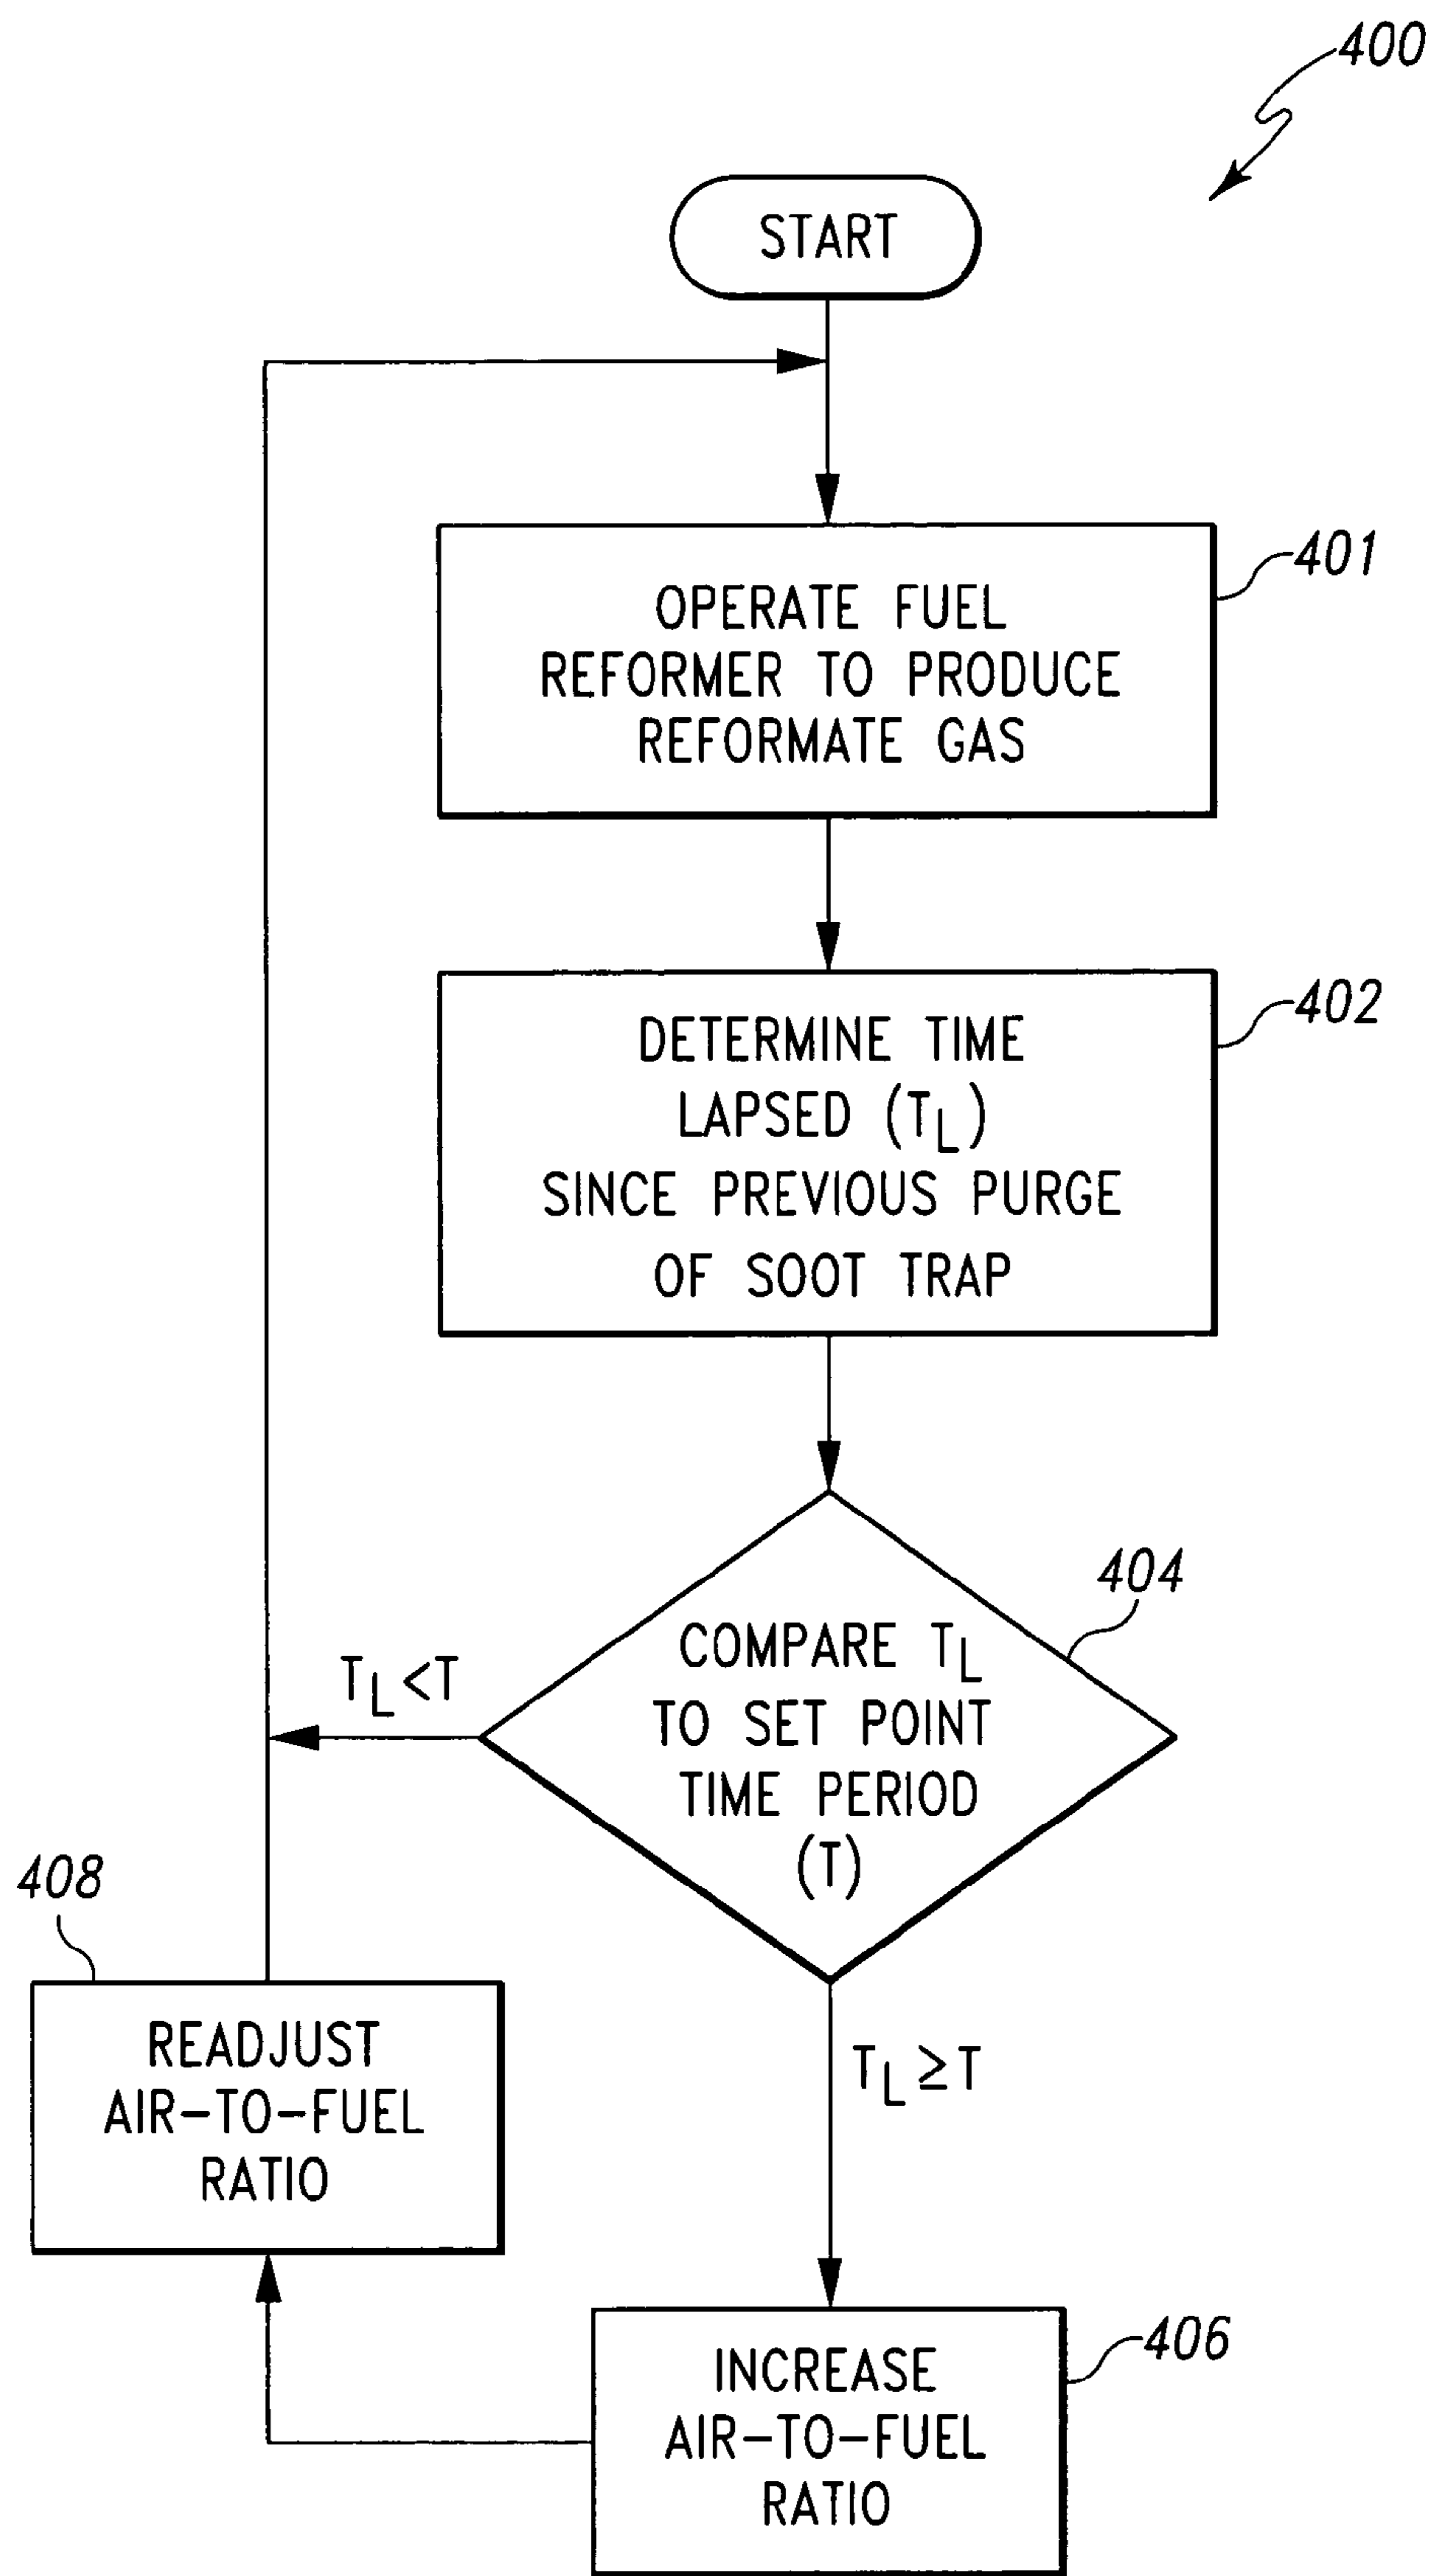 400
START
OPERATE FUEL
REFORMER TO PRODUCE
REFORMATE GAS
401
DETERMINE TIME
LAPSED (TL)
SINCE PREVIOUS PURGE
OF SOOT TRAP
402
COMPARE TL
TO SET POINT
TIME PERIOD
(T)
404
TL<T
TL≥T
408
READJUST
AIR-TO-FUEL
RATIO
INCREASE
AIR-TO-FUEL
RATIO
406